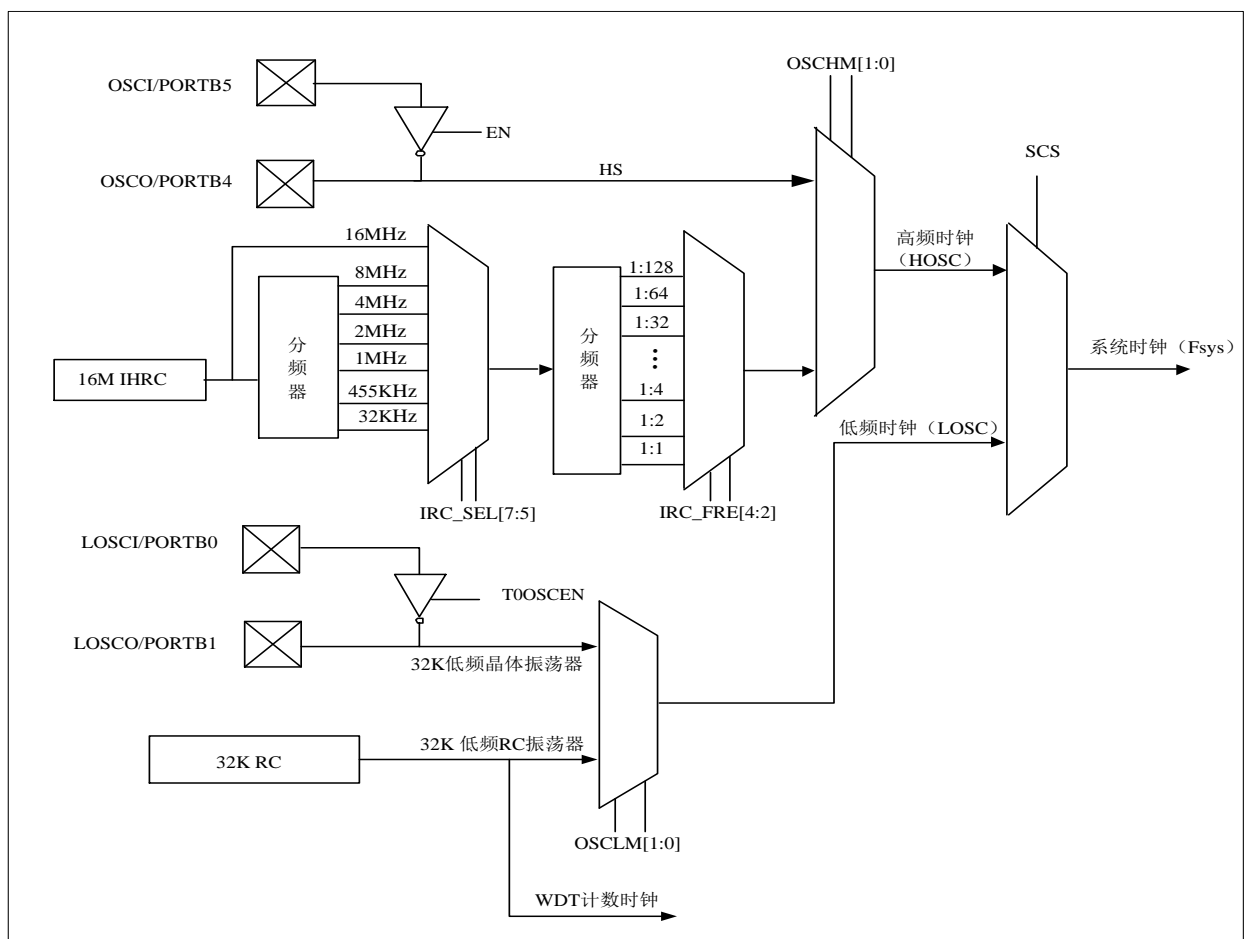 OSCHM[1:0]
OSCI/PORTB5
EN
SCS
OSCO/PORTB4
HS
16MHz
8MHz
4MHz
2MHz
1MHz
455KHz
32KHz
分频器
16M IHRC
IRC_SEL[7:5]
分频器
1:128
1:64
1:32
⋮
1:4
1:2
1:1
IRC_FRE[4:2]
高频时钟
（HOSC）
系统时钟（Fsys）
低频时钟（LOSC）
LOSCI/PORTB0
T0OSCEN
LOSCO/PORTB1
32K低频晶体振荡器
32K RC
32K 低频RC振荡器
OSCLM[1:0]
WDT计数时钟